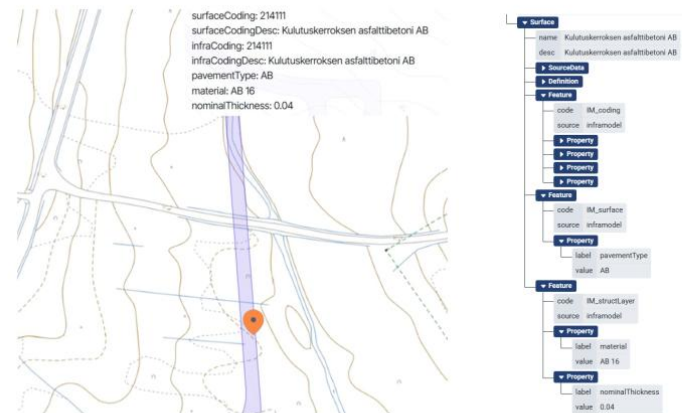 surfaceCoding: 214111
surfaceCodingDesc: Kulutuskerroksen asfalttibetoni AB
infraCoding: 214111
infraCodingDesc: Kulutuskerroksen asfalttibetoni AB
pavementType: AB
material: AB 16
nominalThickness: 0.04
Surface
name Kulutuskerroksen asfalttibetoni AB
desc Kulutuskerroksen asfalttibetoni AB
SourceData
Definition
Feature
code IM_coding
source inframodel
Property
Property
Property
Property
Feature
code IM_surface
source inframodel
Property
label pavementType
value AB
Feature
code IM_structLayer
source inframodel
Property
label material
value AB 16
Property
label nominalThickness
value 0.04